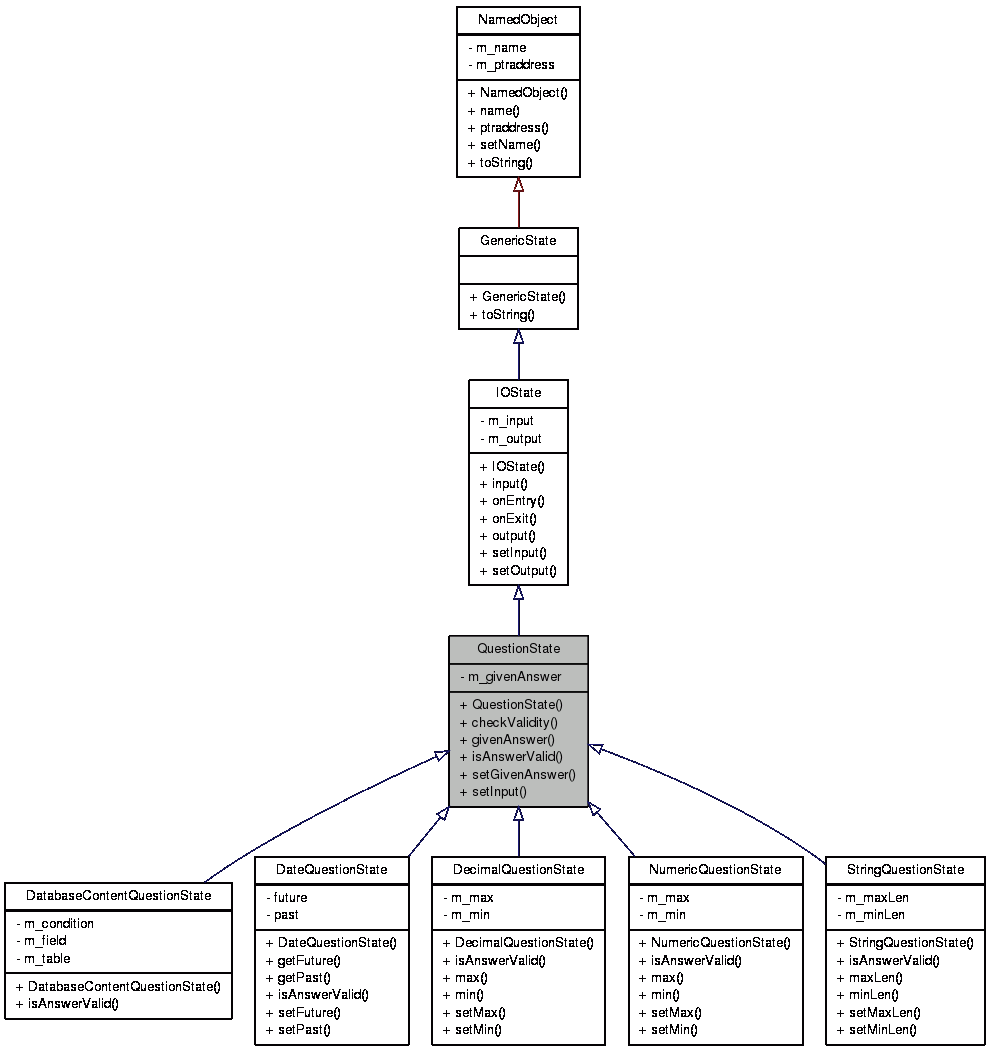 NamedObject
- m_name
- m_ptraddress
+ NamedObject()
+ name()
+ ptraddress()
+ setName()
+ toString()
GenericState
+ GenericState()
+ toString()
IOState
- m_input
- m_output
+ IOState()
+ input()
+ onEntry()
+ onExit()
+ output()
+ setInput()
+ setOutput()
QuestionState
- m_givenAnswer
+ QuestionState()
+ checkValidity()
+ givenAnswer()
+ isAnswerValid()
+ setGivenAnswer()
+ setInput()
DatabaseContentQuestionState
- m_condition
- m_field
- m_table
+ DatabaseContentQuestionState()
+ isAnswerValid()
DateQuestionState
- future
- past
+ DateQuestionState()
+ getFuture()
+ getPast()
+ isAnswerValid()
+ setFuture()
+ setPast()
DecimalQuestionState
- m_max
- m_min
+ DecimalQuestionState()
+ isAnswerValid()
+ max()
+ min()
+ setMax()
+ setMin()
NumericQuestionState
- m_max
- m_min
+ NumericQuestionState()
+ isAnswerValid()
+ max()
+ min()
+ setMax()
+ setMin()
StringQuestionState
- m_maxLen
- m_minLen
+ StringQuestionState()
+ isAnswerValid()
+ maxLen()
+ minLen()
+ setMaxLen()
+ setMinLen()